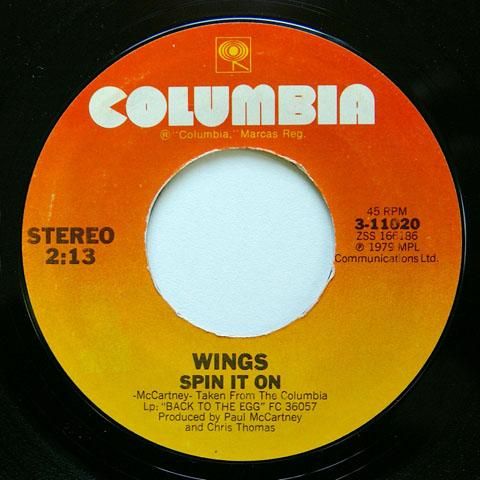 COLUMBIA
® "Columbia," Marcas Reg.
45 RPM
3-11020
ZSS 166186
℗ 1979 MPL
Communications Ltd.
STEREO
2:13
WINGS
SPIN IT ON
-McCartney- Taken From The Columbia
Lp: "BACK TO THE EGG" FC 36057
Produced by Paul McCartney
and Chris Thomas